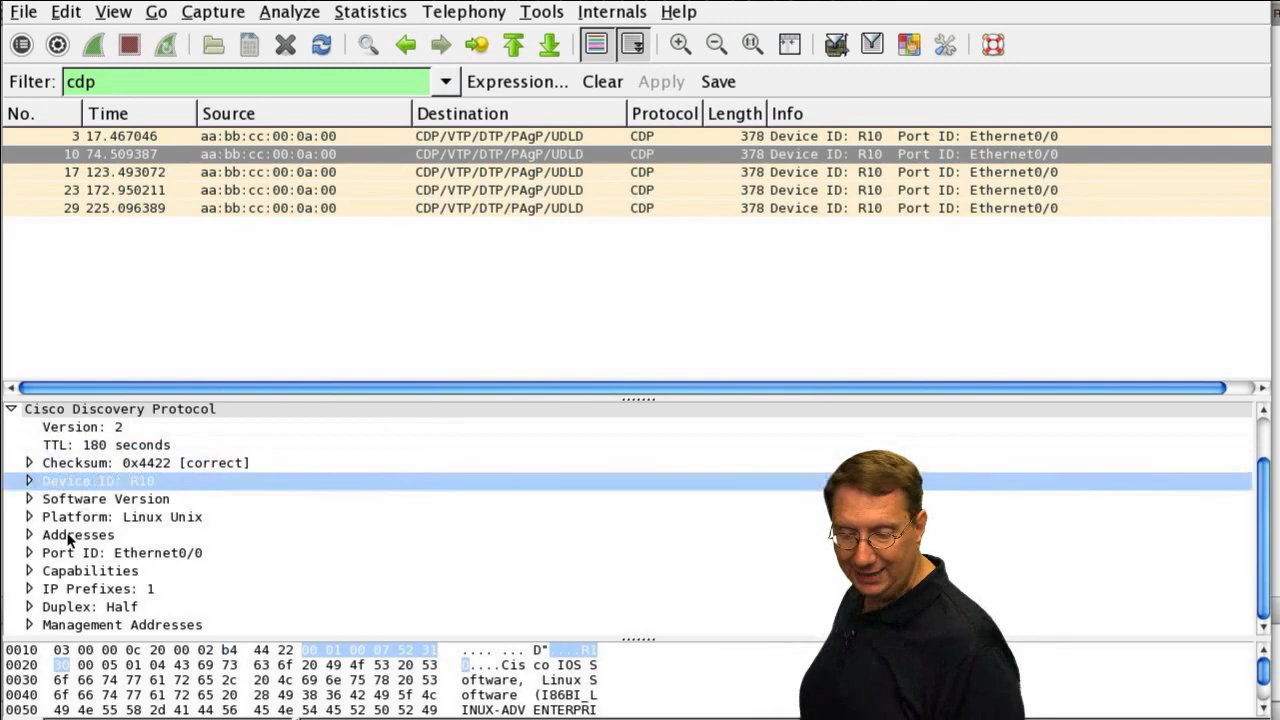 File Edit View Go Capture Analyze Statistics Telephony Tools Internals Help
Filter: cdp Expression... Clear Apply Save
No. Time Source Destination Protocol Length Info
3 17.467046 aa:bb:cc:00:0a:00 CDP/VTP/DTP/PAgP/UDLD CDP 378 Device ID: R10 Port ID: Ethernet0/0
10 74.509387 aa:bb:cc:00:0a:00 CDP/VTP/DTP/PAgP/UDLD CDP 378 Device ID: R10 Port ID: Ethernet0/0
17 123.493072 aa:bb:cc:00:0a:00 CDP/VTP/DTP/PAgP/UDLD CDP 378 Device ID: R10 Port ID: Ethernet0/0
23 172.950211 aa:bb:cc:00:0a:00 CDP/VTP/DTP/PAgP/UDLD CDP 378 Device ID: R10 Port ID: Ethernet0/0
29 225.096389 aa:bb:cc:00:0a:00 CDP/VTP/DTP/PAgP/UDLD CDP 378 Device ID: R10 Port ID: Ethernet0/0
Cisco Discovery Protocol
Version: 2
TTL: 180 seconds
Checksum: 0x4422 [correct]
Device ID: R10
Software Version
Platform: Linux Unix
Addresses
Port ID: Ethernet0/0
Capabilities
IP Prefixes: 1
Duplex: Half
Management Addresses
0010 03 00 00 0c 20 00 02 b4 44 22 00 01 00 07 52 31 .... ... D"....R1
0020 30 00 05 01 04 43 69 73 63 6f 20 49 4f 53 20 53 0....Cis co IOS S
0030 6f 66 74 77 61 72 65 2c 20 4c 69 6e 75 78 20 53 oftware, Linux S
0040 6f 66 74 77 61 72 65 20 28 49 38 36 42 49 5f 4c oftware (I86BI_L
0050 49 4e 55 58 2d 41 44 56 45 4e 54 45 52 50 52 49 INUX-ADV ENTERPRI